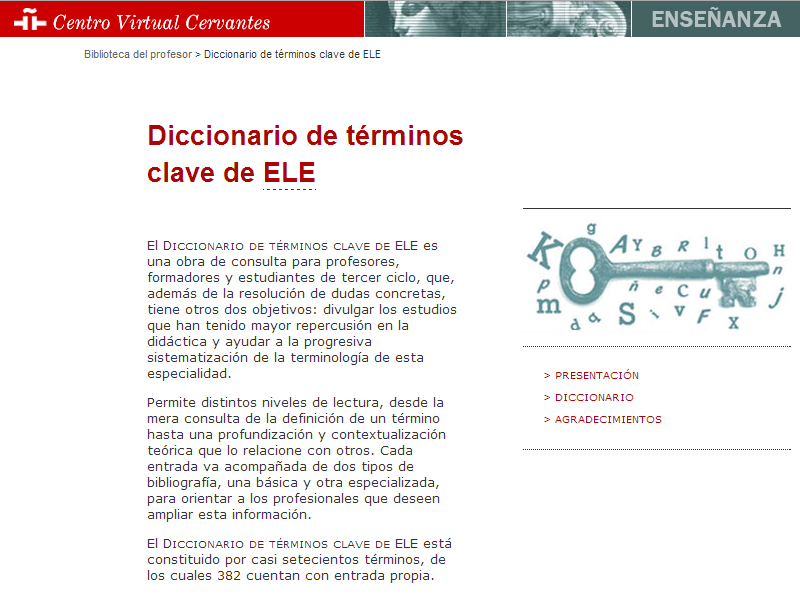 Centro Virtual Cervantes
ENSEÑANZA
Biblioteca del profesor > Diccionario de términos clave de ELE
Diccionario de términos
clave de ELE
El DICCIONARIO DE TÉRMINOS CLAVE DE ELE es
una obra de consulta para profesores,
formadores y estudiantes de tercer ciclo, que,
además de la resolución de dudas concretas,
tiene otros dos objetivos: divulgar los estudios
que han tenido mayor repercusión en la
didáctica y ayudar a la progresiva
sistematización de la terminología de esta
especialidad.
Permite distintos niveles de lectura, desde la
mera consulta de la definición de un término
hasta una profundización y contextualización
teórica que lo relacione con otros. Cada
entrada va acompañada de dos tipos de
bibliografía, una básica y otra especializada,
para orientar a los profesionales que deseen
ampliar esta información.
El DICCIONARIO DE TÉRMINOS CLAVE DE ELE está
constituido por casi setecientos términos, de
los cuales 382 cuentan con entrada propia.
g
K A Y B R I t O H
p ñ e C u n
m d a S V F X j
> PRESENTACIÓN
> DICCIONARIO
> AGRADECIMIENTOS